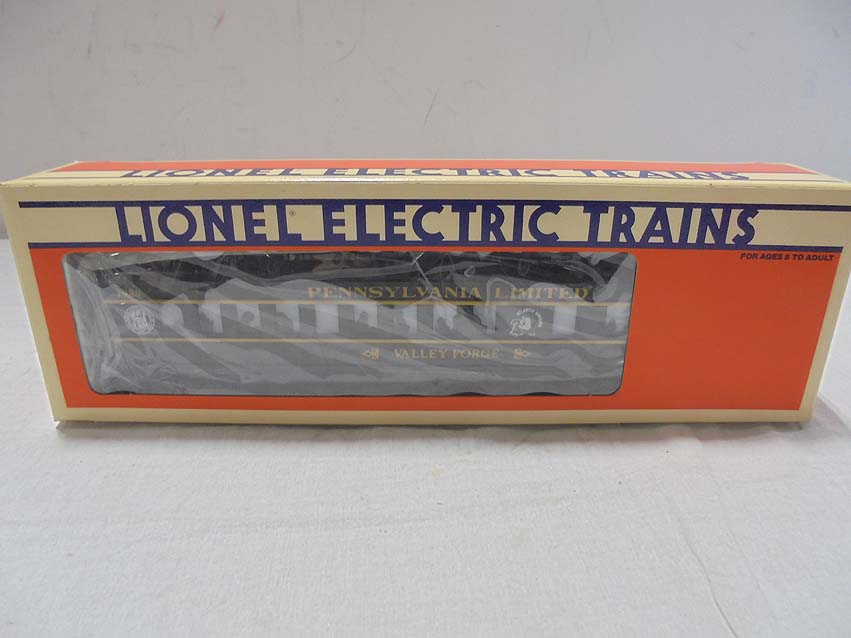 LIONEL ELECTRIC TRAINS
LIONEL® ELECTRIC TRAINS
FOR AGES 8 TO ADULT
PENNSYLVANIA LIMITED
VALLEY FORGE